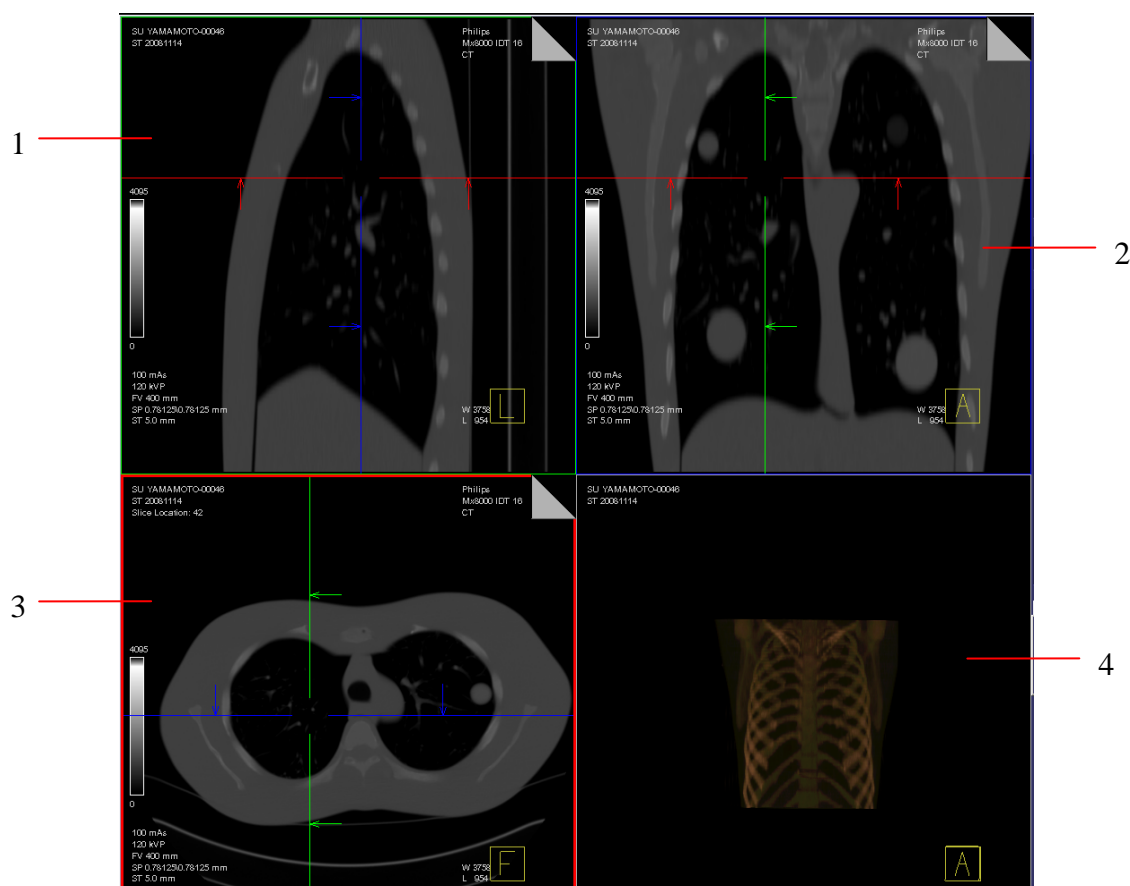 SU YAMAMOTO-00046
ST 20081114
Philips
Mx8000 IDT 16
CT
4095
0
100 mAs
120 kVP
FV 400 mm
SP 0.78125\0.78125 mm
ST 5.0 mm
W 3758
L 954
L
1
SU YAMAMOTO-00046
ST 20081114
Philips
Mx8000 IDT 16
CT
4095
0
100 mAs
120 kVP
FV 400 mm
SP 0.78125\0.78125 mm
ST 5.0 mm
W 3758
L 954
A
2
SU YAMAMOTO-00046
ST 20081114
Slice Location: 42
Philips
Mx8000 IDT 16
CT
4095
0
100 mAs
120 kVP
FV 400 mm
SP 0.78125\0.78125 mm
ST 5.0 mm
W 3758
L 954
F
3
SU YAMAMOTO-00046
ST 20081114
A
4